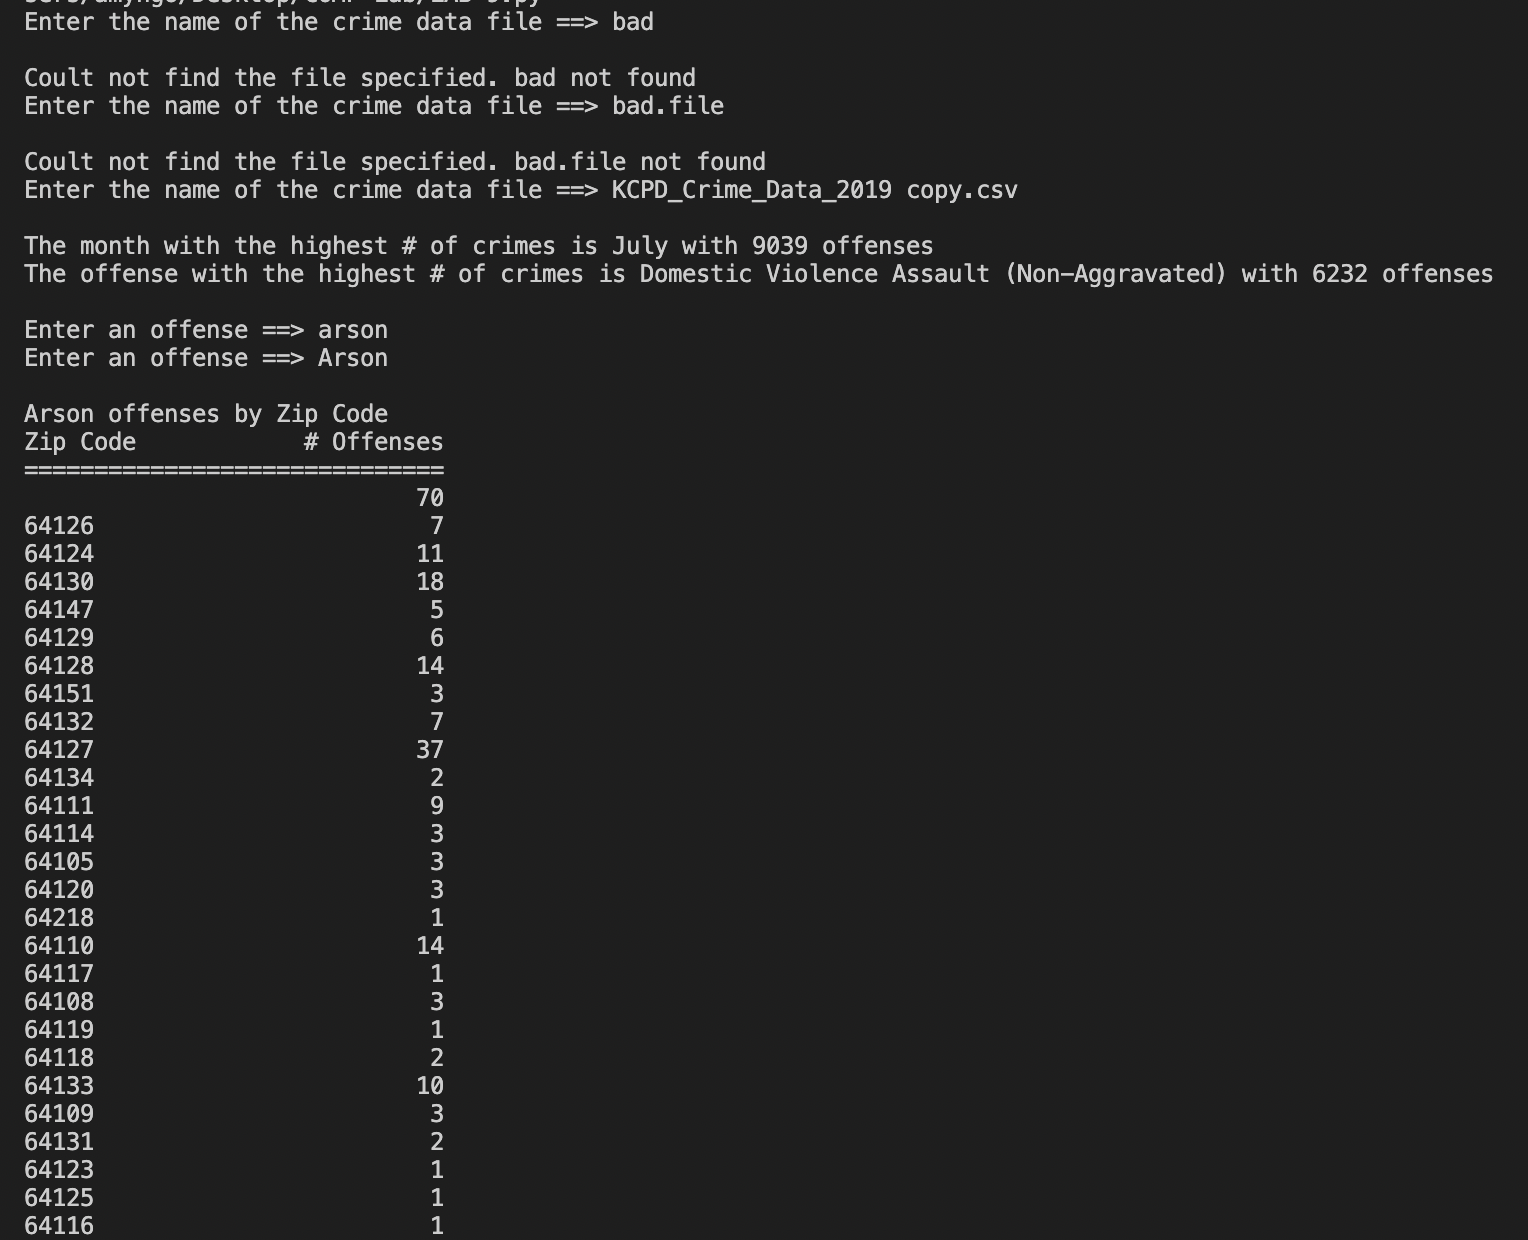 Enter the name of the crime data file ==> bad
Coult not find the file specified. bad not found
Enter the name of the crime data file ==> bad.file
Coult not find the file specified. bad.file not found
Enter the name of the crime data file ==> KCPD_Crime_Data_2019 copy.csv
The month with the highest # of crimes is July with 9039 offenses
The offense with the highest # of crimes is Domestic Violence Assault (Non-Aggravated) with 6232 offenses
Enter an offense ==> arson
Enter an offense ==> Arson
Arson offenses by Zip Code
Zip Code            # Offenses
==============================
                            70
64126                        7
64124                       11
64130                       18
64147                        5
64129                        6
64128                       14
64151                        3
64132                        7
64127                       37
64134                        2
64111                        9
64114                        3
64105                        3
64120                        3
64218                        1
64110                       14
64117                        1
64108                        3
64119                        1
64118                        2
64133                       10
64109                        3
64131                        2
64123                        1
64125                        1
64116                        1